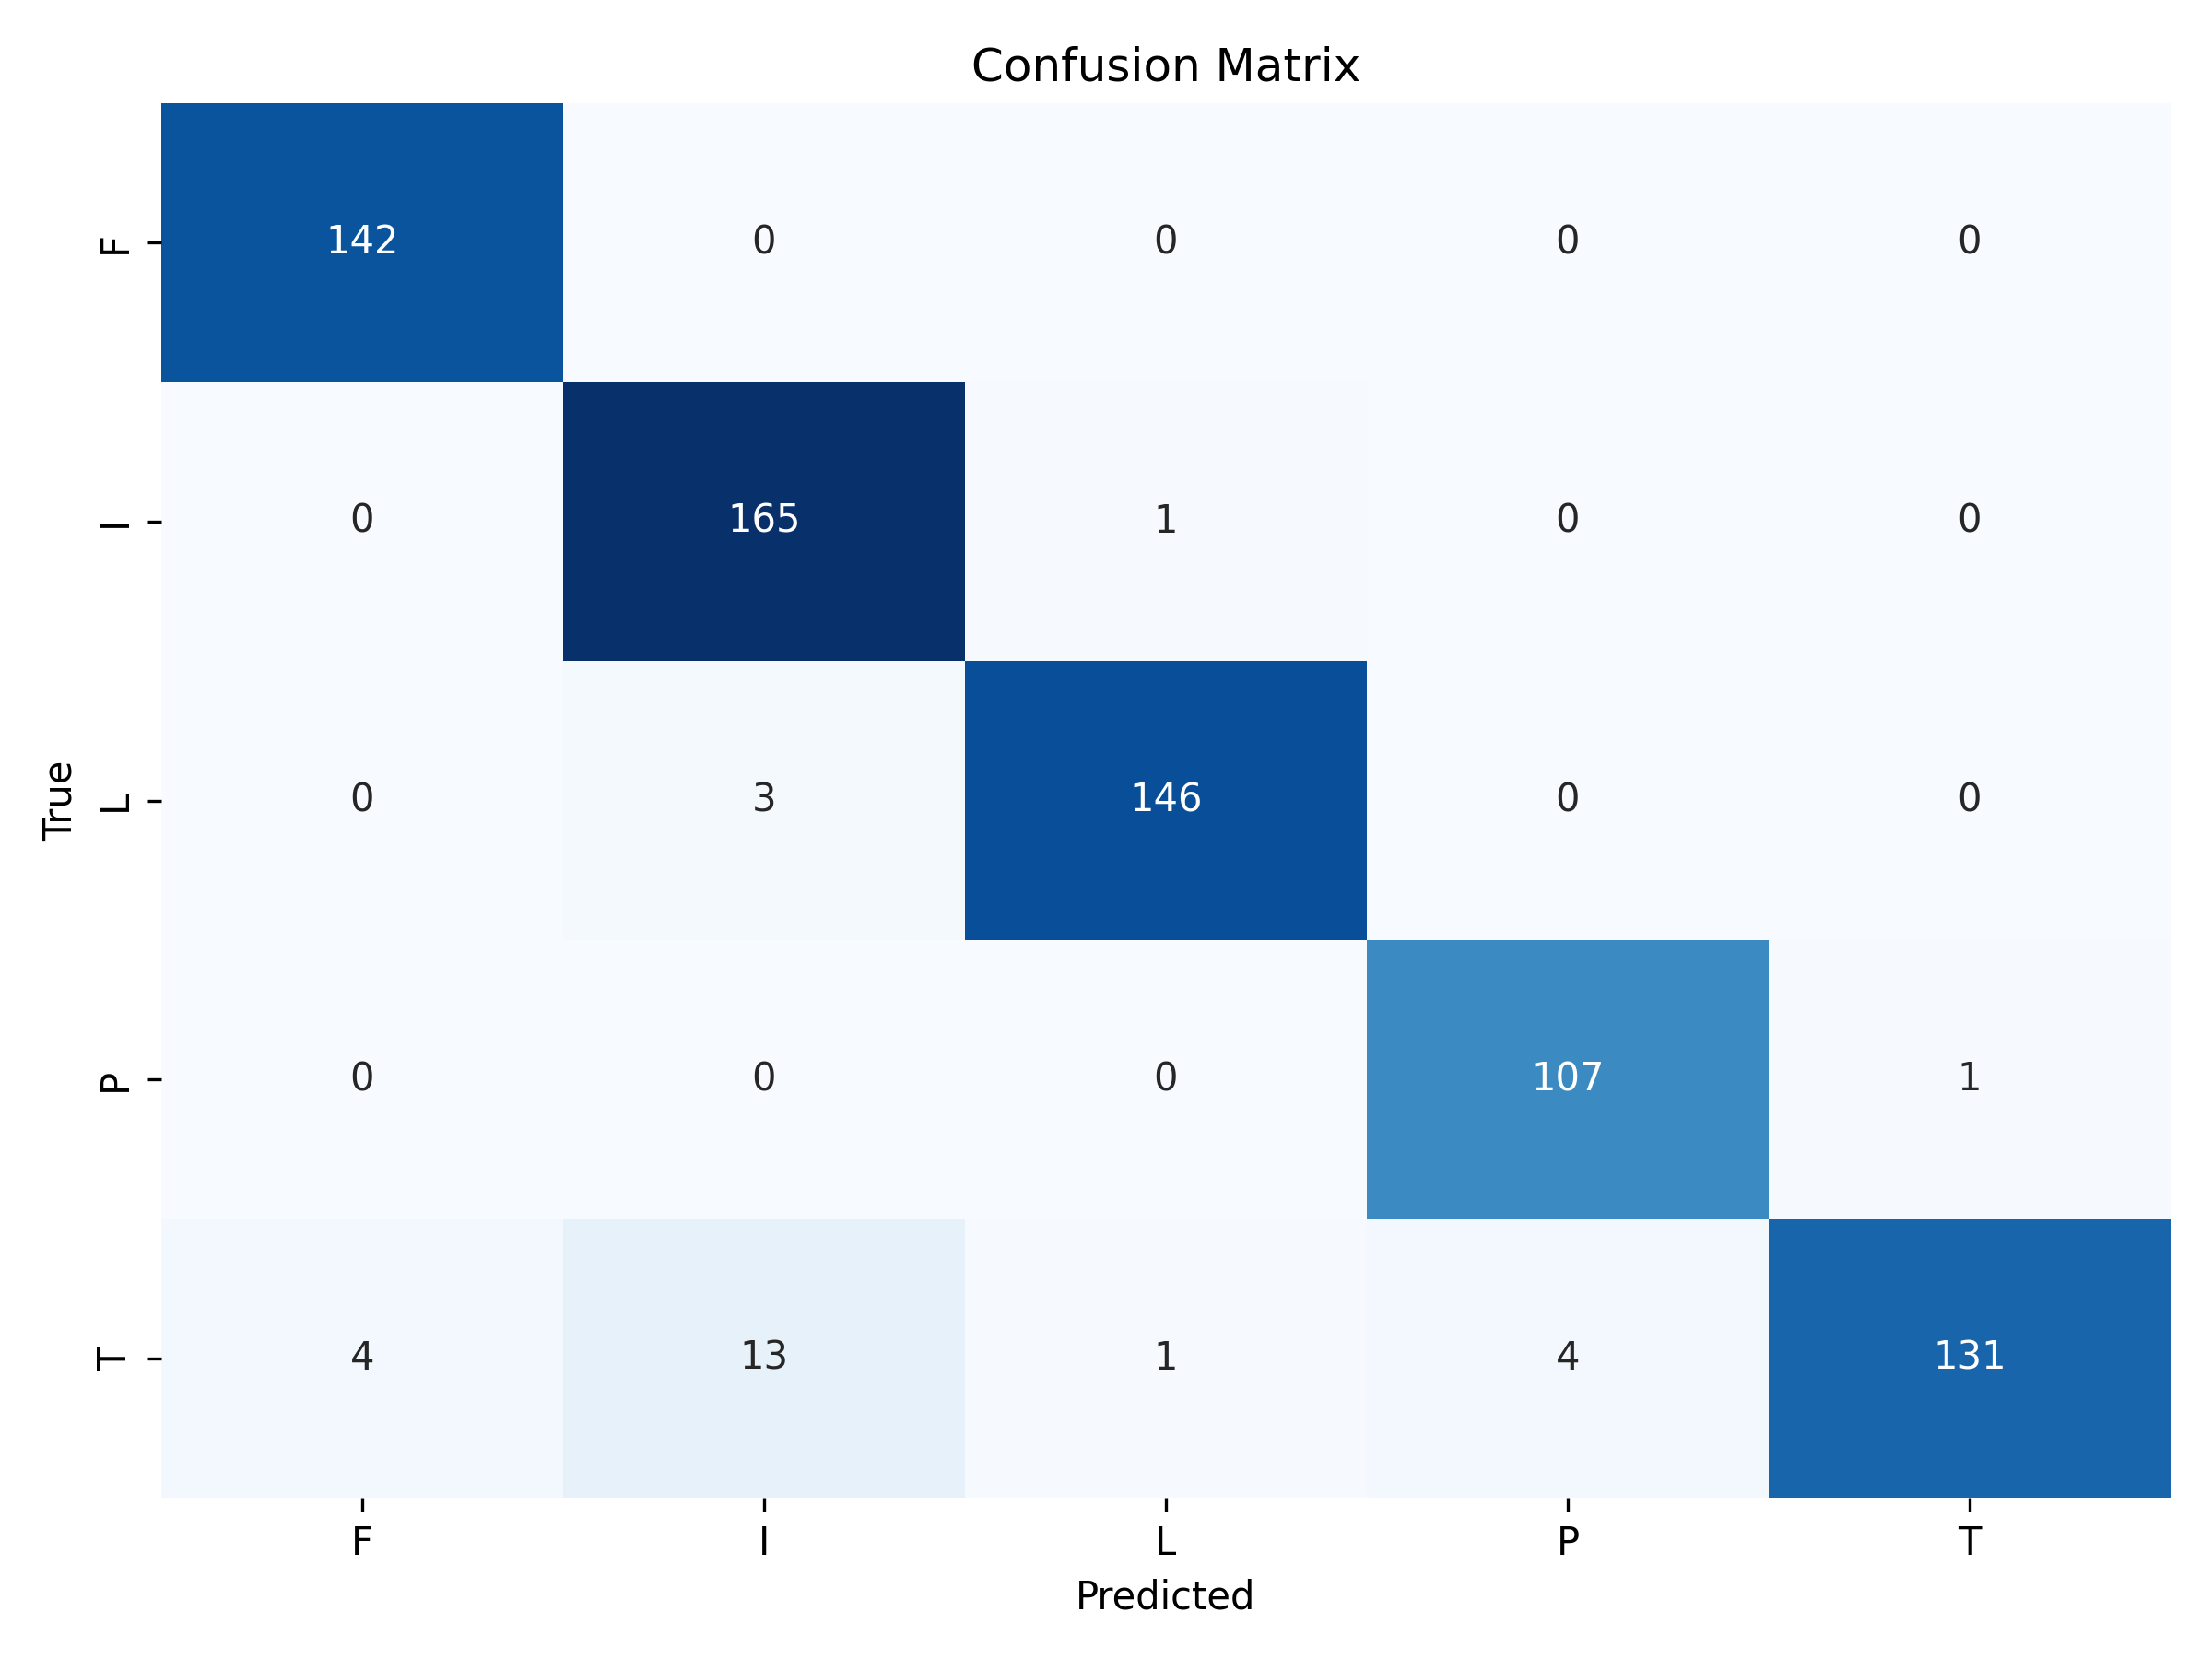 Confusion Matrix
F 142 0 0 0 0
I 0 165 1 0 0
L 0 3 146 0 0
P 0 0 0 107 1
T 4 13 1 4 131
True
F I L P T
Predicted